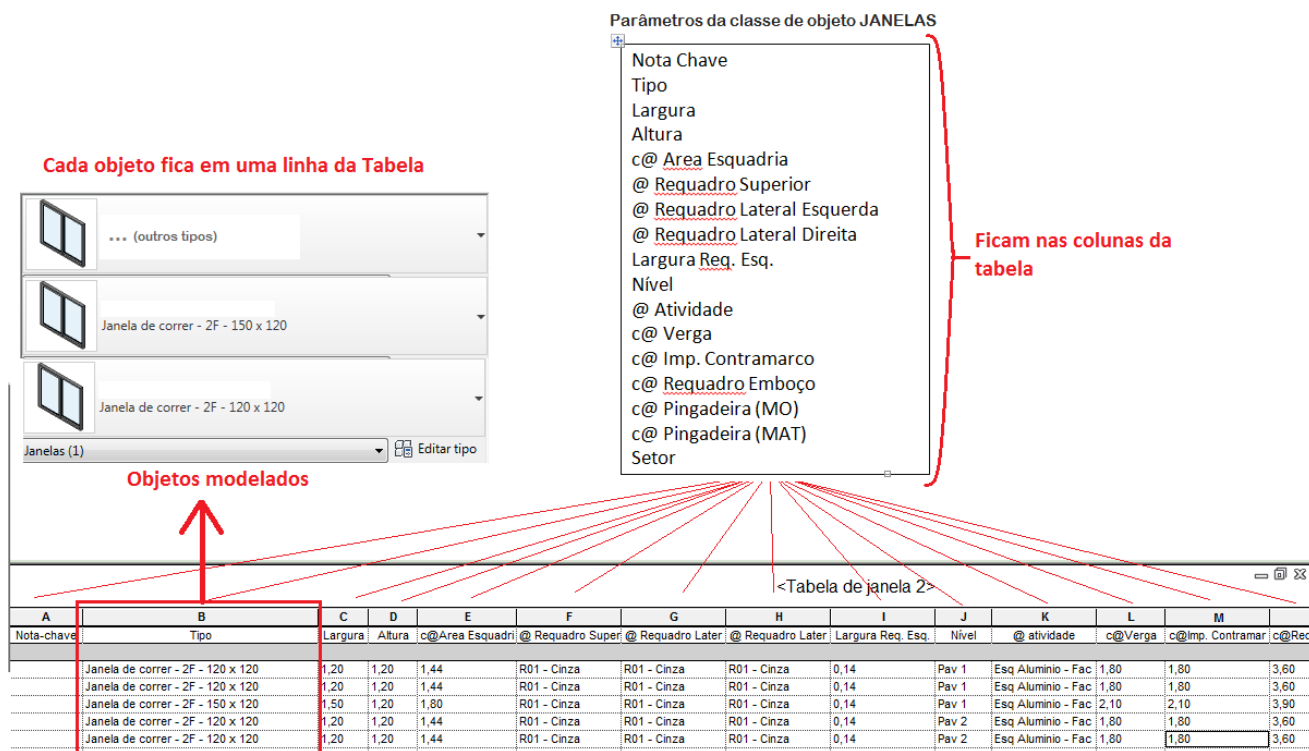 Parâmetros da classe de objeto JANELAS
Nota Chave
Tipo
Largura
Altura
c@ Area Esquadria
@ Requadro Superior
@ Requadro Lateral Esquerda
@ Requadro Lateral Direita
Largura Req. Esq.
Nível
@ Atividade
c@ Verga
c@ Imp. Contramarco
c@ Requadro Emboço
c@ Pingadeira (MO)
c@ Pingadeira (MAT)
Setor
Cada objeto fica em uma linha da Tabela
... (outros tipos)
Janela de correr - 2F - 150 x 120
Janela de correr - 2F - 120 x 120
Janelas (1) Editar tipo
Objetos modelados
Ficam nas colunas da
tabela
<Tabela de janela 2>
A B C D E F G H I J K L M
Nota-chave Tipo Largura Altura c@Area Esquadri @ Requadro Super @ Requadro Later @ Requadro Later Largura Req. Esq. Nível @ atividade c@Verga c@Imp. Contramar c@Rec
Janela de correr - 2F - 120 x 120 1,20 1,20 1,44 R01 - Cinza R01 - Cinza R01 - Cinza 0,14 Pav 1 Esq Aluminio - Fac 1,80 1,80 3,60
Janela de correr - 2F - 120 x 120 1,20 1,20 1,44 R01 - Cinza R01 - Cinza R01 - Cinza 0,14 Pav 1 Esq Aluminio - Fac 1,80 1,80 3,60
Janela de correr - 2F - 150 x 120 1,50 1,20 1,80 R01 - Cinza R01 - Cinza R01 - Cinza 0,14 Pav 1 Esq Aluminio - Fac 2,10 2,10 3,90
Janela de correr - 2F - 120 x 120 1,20 1,20 1,44 R01 - Cinza R01 - Cinza R01 - Cinza 0,14 Pav 2 Esq Aluminio - Fac 1,80 1,80 3,60
Janela de correr - 2F - 120 x 120 1,20 1,20 1,44 R01 - Cinza R01 - Cinza R01 - Cinza 0,14 Pav 2 Esq Aluminio - Fac 1,80 1,80 3,60